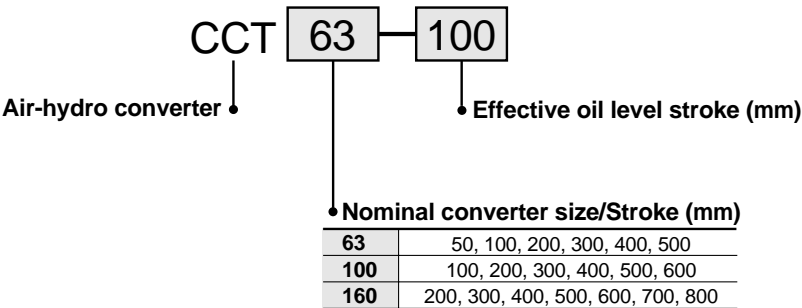 CCT 63 — 100
Air-hydro converter
Effective oil level stroke (mm)
Nominal converter size/Stroke (mm)
63 50, 100, 200, 300, 400, 500
100 100, 200, 300, 400, 500, 600
160 200, 300, 400, 500, 600, 700, 800